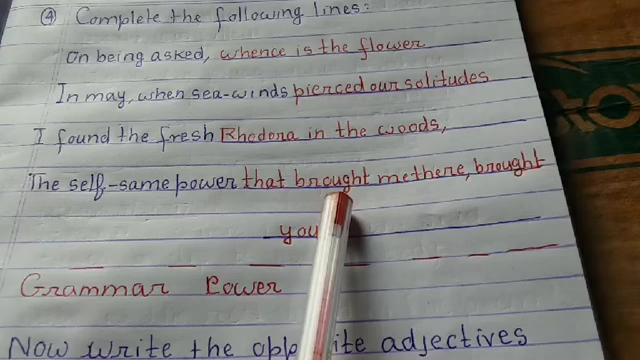 ④ Complete the following lines:
On being asked, whence is the flower
In may, when sea-winds pierced our solitudes
I found the fresh Rhodora in the woods,
The self-same power that brought me there, brought
you
Grammar Power
Now write the opposite adjectives